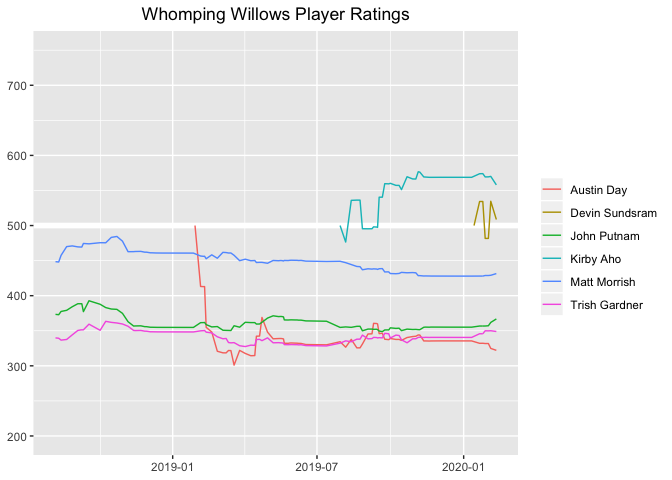 Whomping Willows Player Ratings
700
600
500
400
300
200
2019-01
2019-07
2020-01
Austin Day
Devin Sundsram
John Putnam
Kirby Aho
Matt Morrish
Trish Gardner